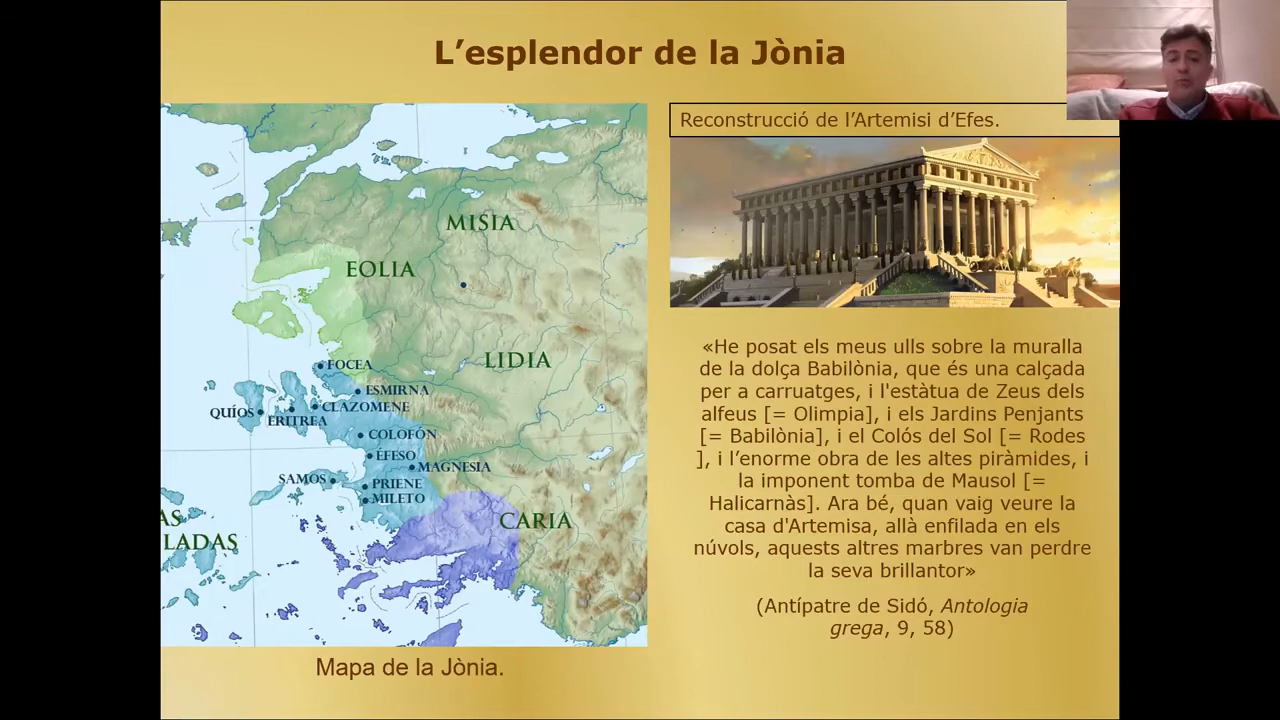 L’esplendor de la Jònia
MISIA
EOLIA
LIDIA
FOCEA
ESMIRNA
QUÍOS
CLAZOMENE
ERITREA
COLOFÓN
ÉFESO
MAGNESIA
SAMOS
PRIENE
MILETO
CARIA
AS
LADAS
Mapa de la Jònia.
Reconstrucció de l’Artemisi d’Efes.
«He posat els meus ulls sobre la muralla
de la dolça Babilònia, que és una calçada
per a carruatges, i l'estàtua de Zeus dels
alfeus [= Olimpia], i els Jardins Penjants
[= Babilònia], i el Colós del Sol [= Rodes
], i l’enorme obra de les altes piràmides, i
la imponent tomba de Mausol [=
Halicarnàs]. Ara bé, quan vaig veure la
casa d'Artemisa, allà enfilada en els
núvols, aquests altres marbres van perdre
la seva brillantor»
(Antípatre de Sidó, Antologia
grega, 9, 58)